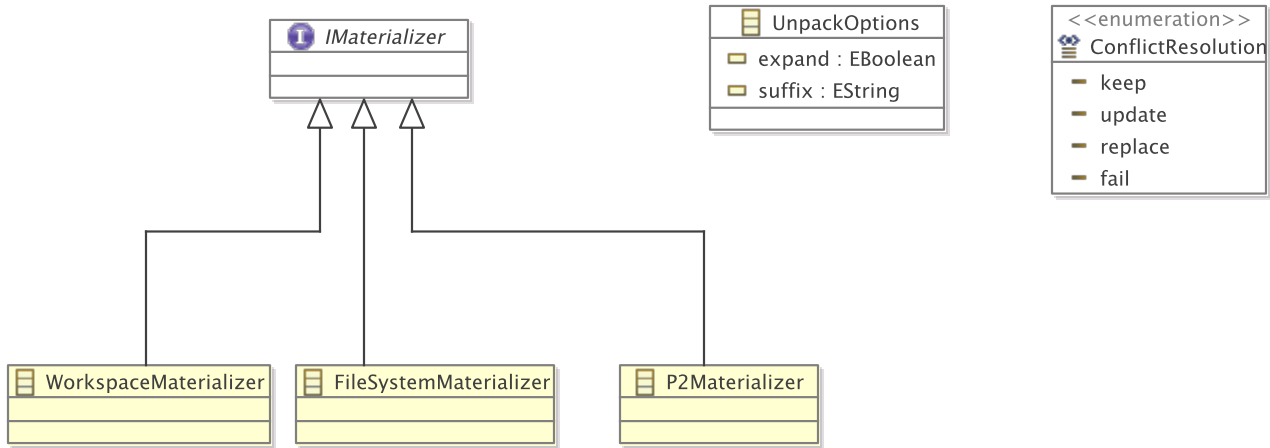 IMaterializer
UnpackOptions
expand : EBoolean
suffix : EString
<<enumeration>>
ConflictResolution
keep
update
replace
fail
WorkspaceMaterializer
FileSystemMaterializer
P2Materializer